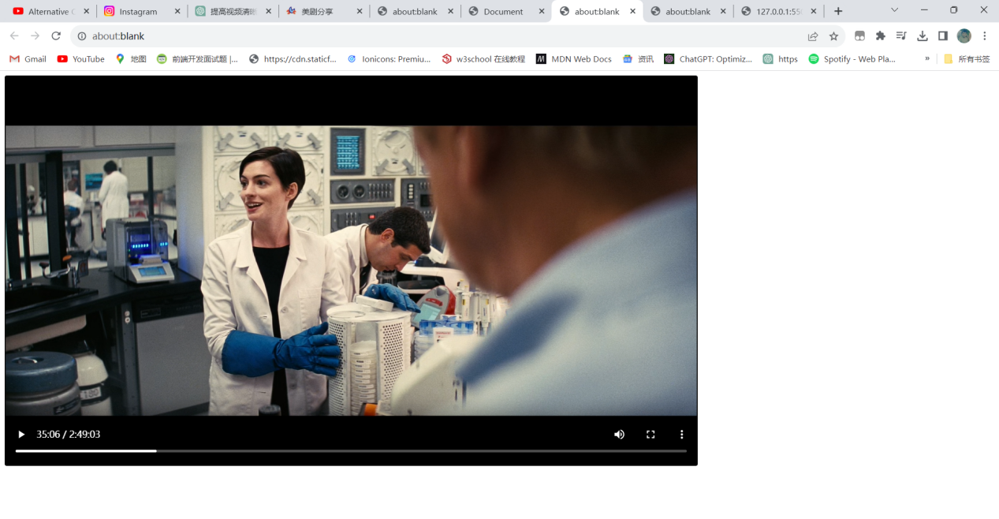 Alternative
Instagram
提高视频清晰
美剧分享
about:blank
Document
about:blank
about:blank
127.0.0.1:55
about:blank
Gmail
YouTube
地图
前端开发面试题 |...
https://cdn.staticf...
Ionicons: Premiu...
w3school 在线教程
MDN Web Docs
资讯
ChatGPT: Optimiz...
https
Spotify - Web Pla...
»
所有书签
35:06 / 2:49:03